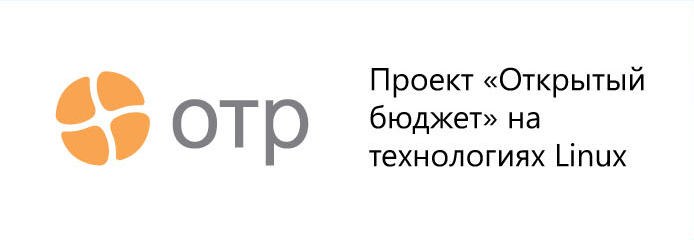 отр
Проект «Открытый
бюджет» на
технологиях Linux